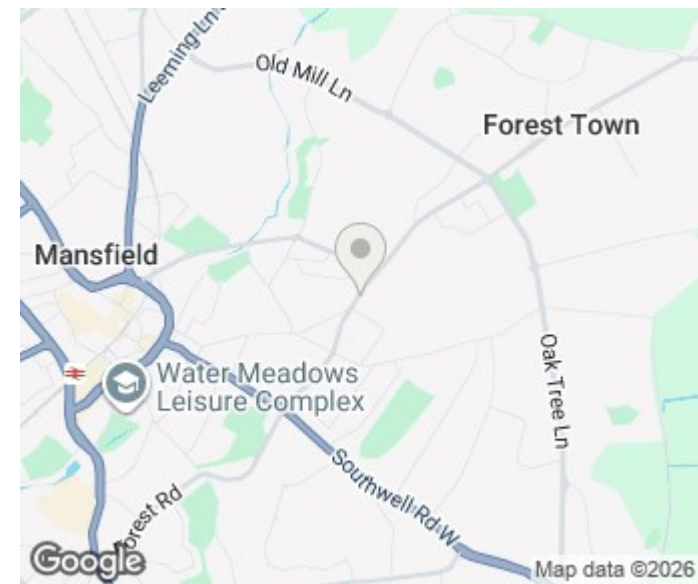 Leeming Ln
Old Mill Ln
Forest Town
Mansfield
Water Meadows
Leisure Complex
Oak Tree Ln
Southwell Rd W
Forest Rd
Google
Map data ©2026